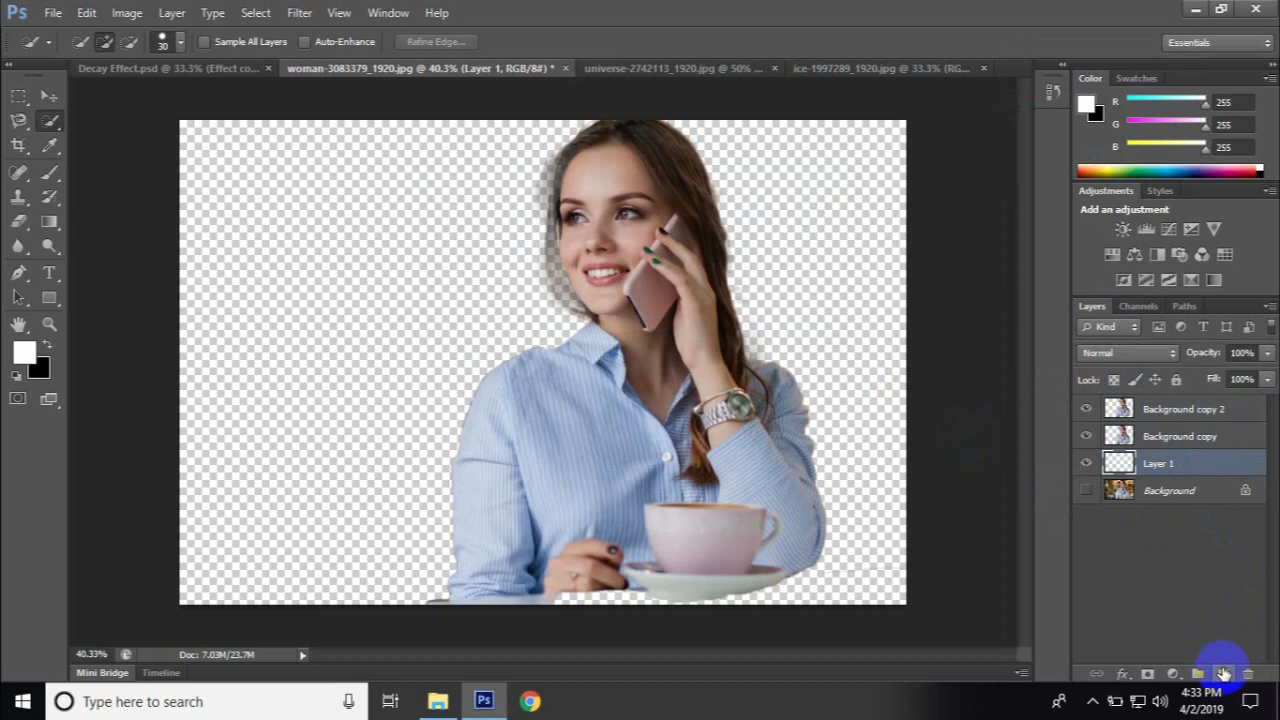 Ps File Edit Image Layer Type Select Filter View Window Help
30 Sample All Layers Auto-Enhance Refine Edge... Essentials
Decay Effect.psd @ 33.3% (Effect co... × woman-3083379_1920.jpg @ 40.3% (Layer 1, RGB/8#) * × universe-2742113_1920.jpg @ 50% ... × ice-1997289_1920.jpg @ 33.3% (RG... ×
Color Swatches
R 255
G 255
B 255
Adjustments Styles
Add an adjustment
Layers Channels Paths
Kind
Normal Opacity: 100%
Lock: Fill: 100%
Background copy 2
Background copy
Layer 1
Background
40.33% Doc: 7.03M/23.7M
Mini Bridge Timeline
Type here to search
Ps
4:33 PM
4/2/2019